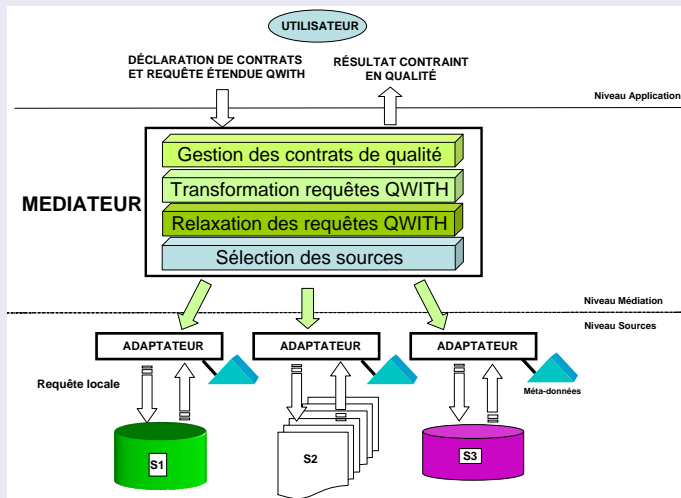 UTILISATEUR
DÉCLARATION DE CONTRATS
ET REQUÊTE ÉTENDUE QWITH
RÉSULTAT CONTRAINT
EN QUALITÉ
Niveau Application
MEDIATEUR
Gestion des contrats de qualité
Transformation requêtes QWITH
Relaxation des requêtes QWITH
Sélection des sources
Niveau Médiation
Niveau Sources
ADAPTATEUR
ADAPTATEUR
ADAPTATEUR
Requête locale
Méta-données
S1
S2
S3